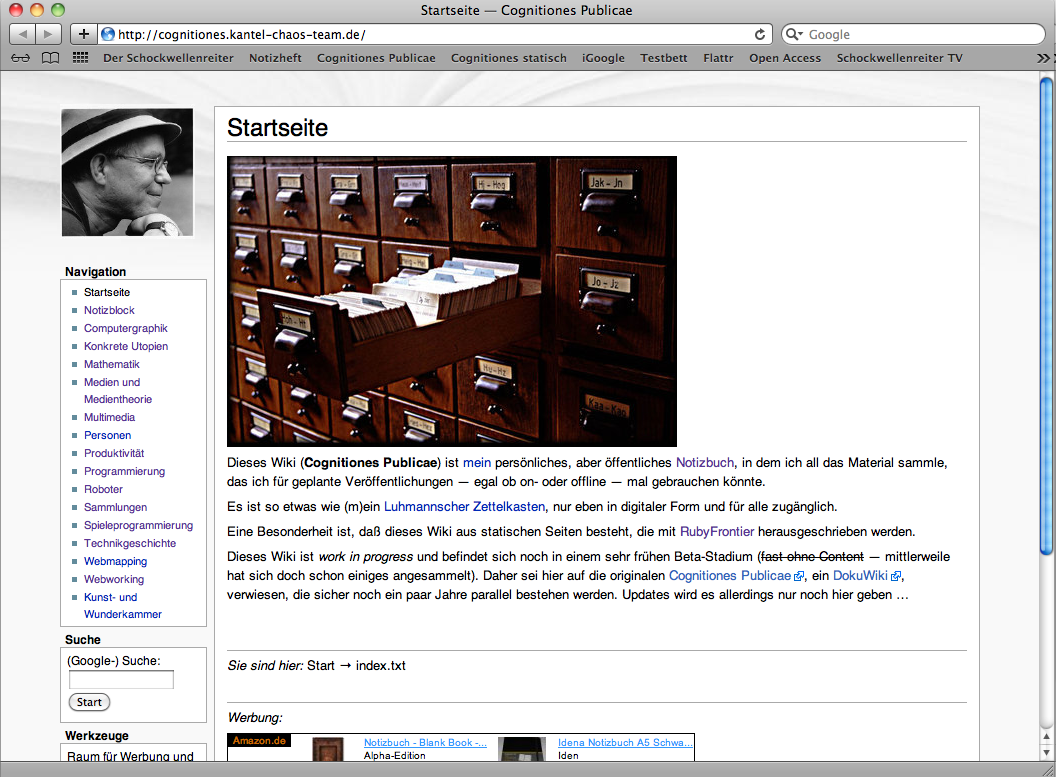 Startseite — Cognitiones Publicae
http://cognitiones.kantel-chaos-team.de/
Google
Der Schockwellenreiter Notizheft Cognitiones Publicae Cognitiones statisch iGoogle Testbett Flattr Open Access Schockwellenreiter TV
Startseite
Hj - Hog
Jak - Jn
Jo - Jz
Navigation
Startseite
Notizblock
Computergraphik
Konkrete Utopien
Mathematik
Medien und
Medientheorie
Multimedia
Personen
Produktivität
Programmierung
Roboter
Sammlungen
Spieleprogrammierung
Technikgeschichte
Webmapping
Webworking
Kunst- und
Wunderkammer
Suche
(Google-) Suche:
Start
Werkzeuge
Raum für Werbung und
Dieses Wiki (Cognitiones Publicae) ist mein persönliches, aber öffentliches Notizbuch, in dem ich all das Material sammle,
das ich für geplante Veröffentlichungen — egal ob on- oder offline — mal gebrauchen könnte.
Es ist so etwas wie (m)ein Luhmannscher Zettelkasten, nur eben in digitaler Form und für alle zugänglich.
Eine Besonderheit ist, daß dieses Wiki aus statischen Seiten besteht, die mit RubyFrontier herausgeschrieben werden.
Dieses Wiki ist work in progress und befindet sich noch in einem sehr frühen Beta-Stadium (fast ohne Content — mittlerweile
hat sich doch schon einiges angesammelt). Daher sei hier auf die originalen Cognitiones Publicae, ein DokuWiki,
verwiesen, die sicher noch ein paar Jahre parallel bestehen werden. Updates wird es allerdings nur noch hier geben …
Sie sind hier: Start → index.txt
Werbung:
Amazon.de
Notizbuch - Blank Book -...
Alpha-Edition
Idena Notizbuch A5 Schwa...
Iden